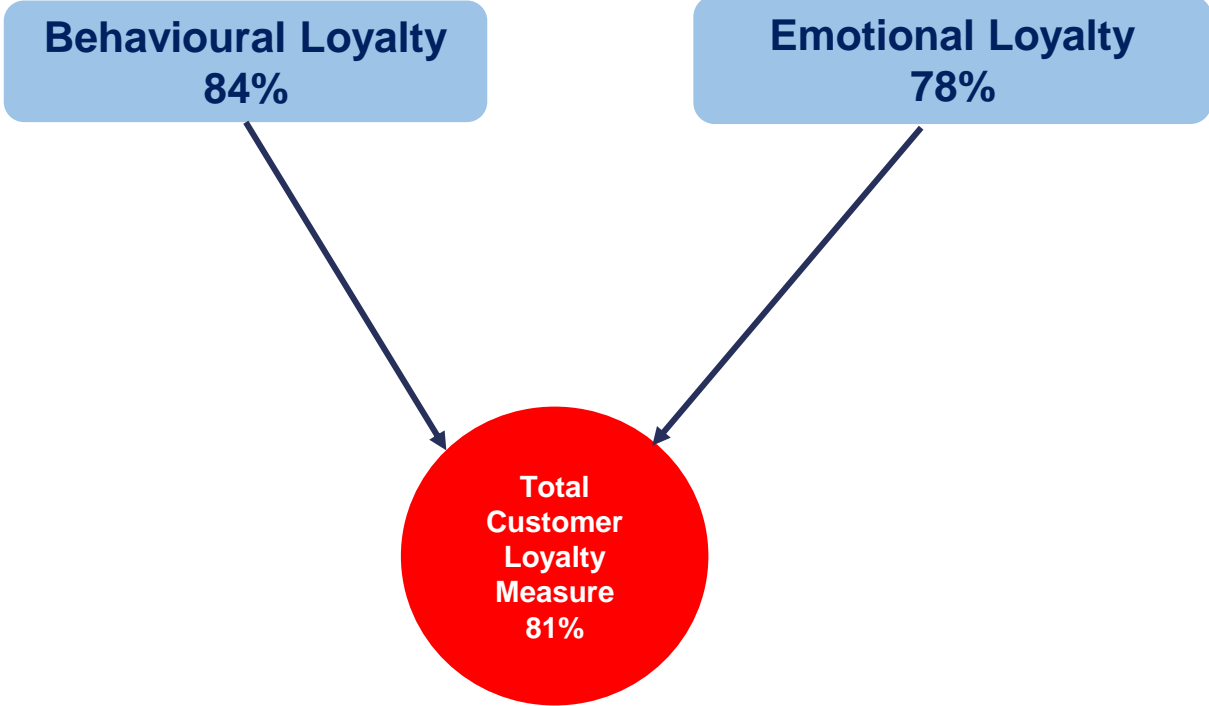 Behavioural Loyalty
84%
Emotional Loyalty
78%
Total
Customer
Loyalty
Measure
81%